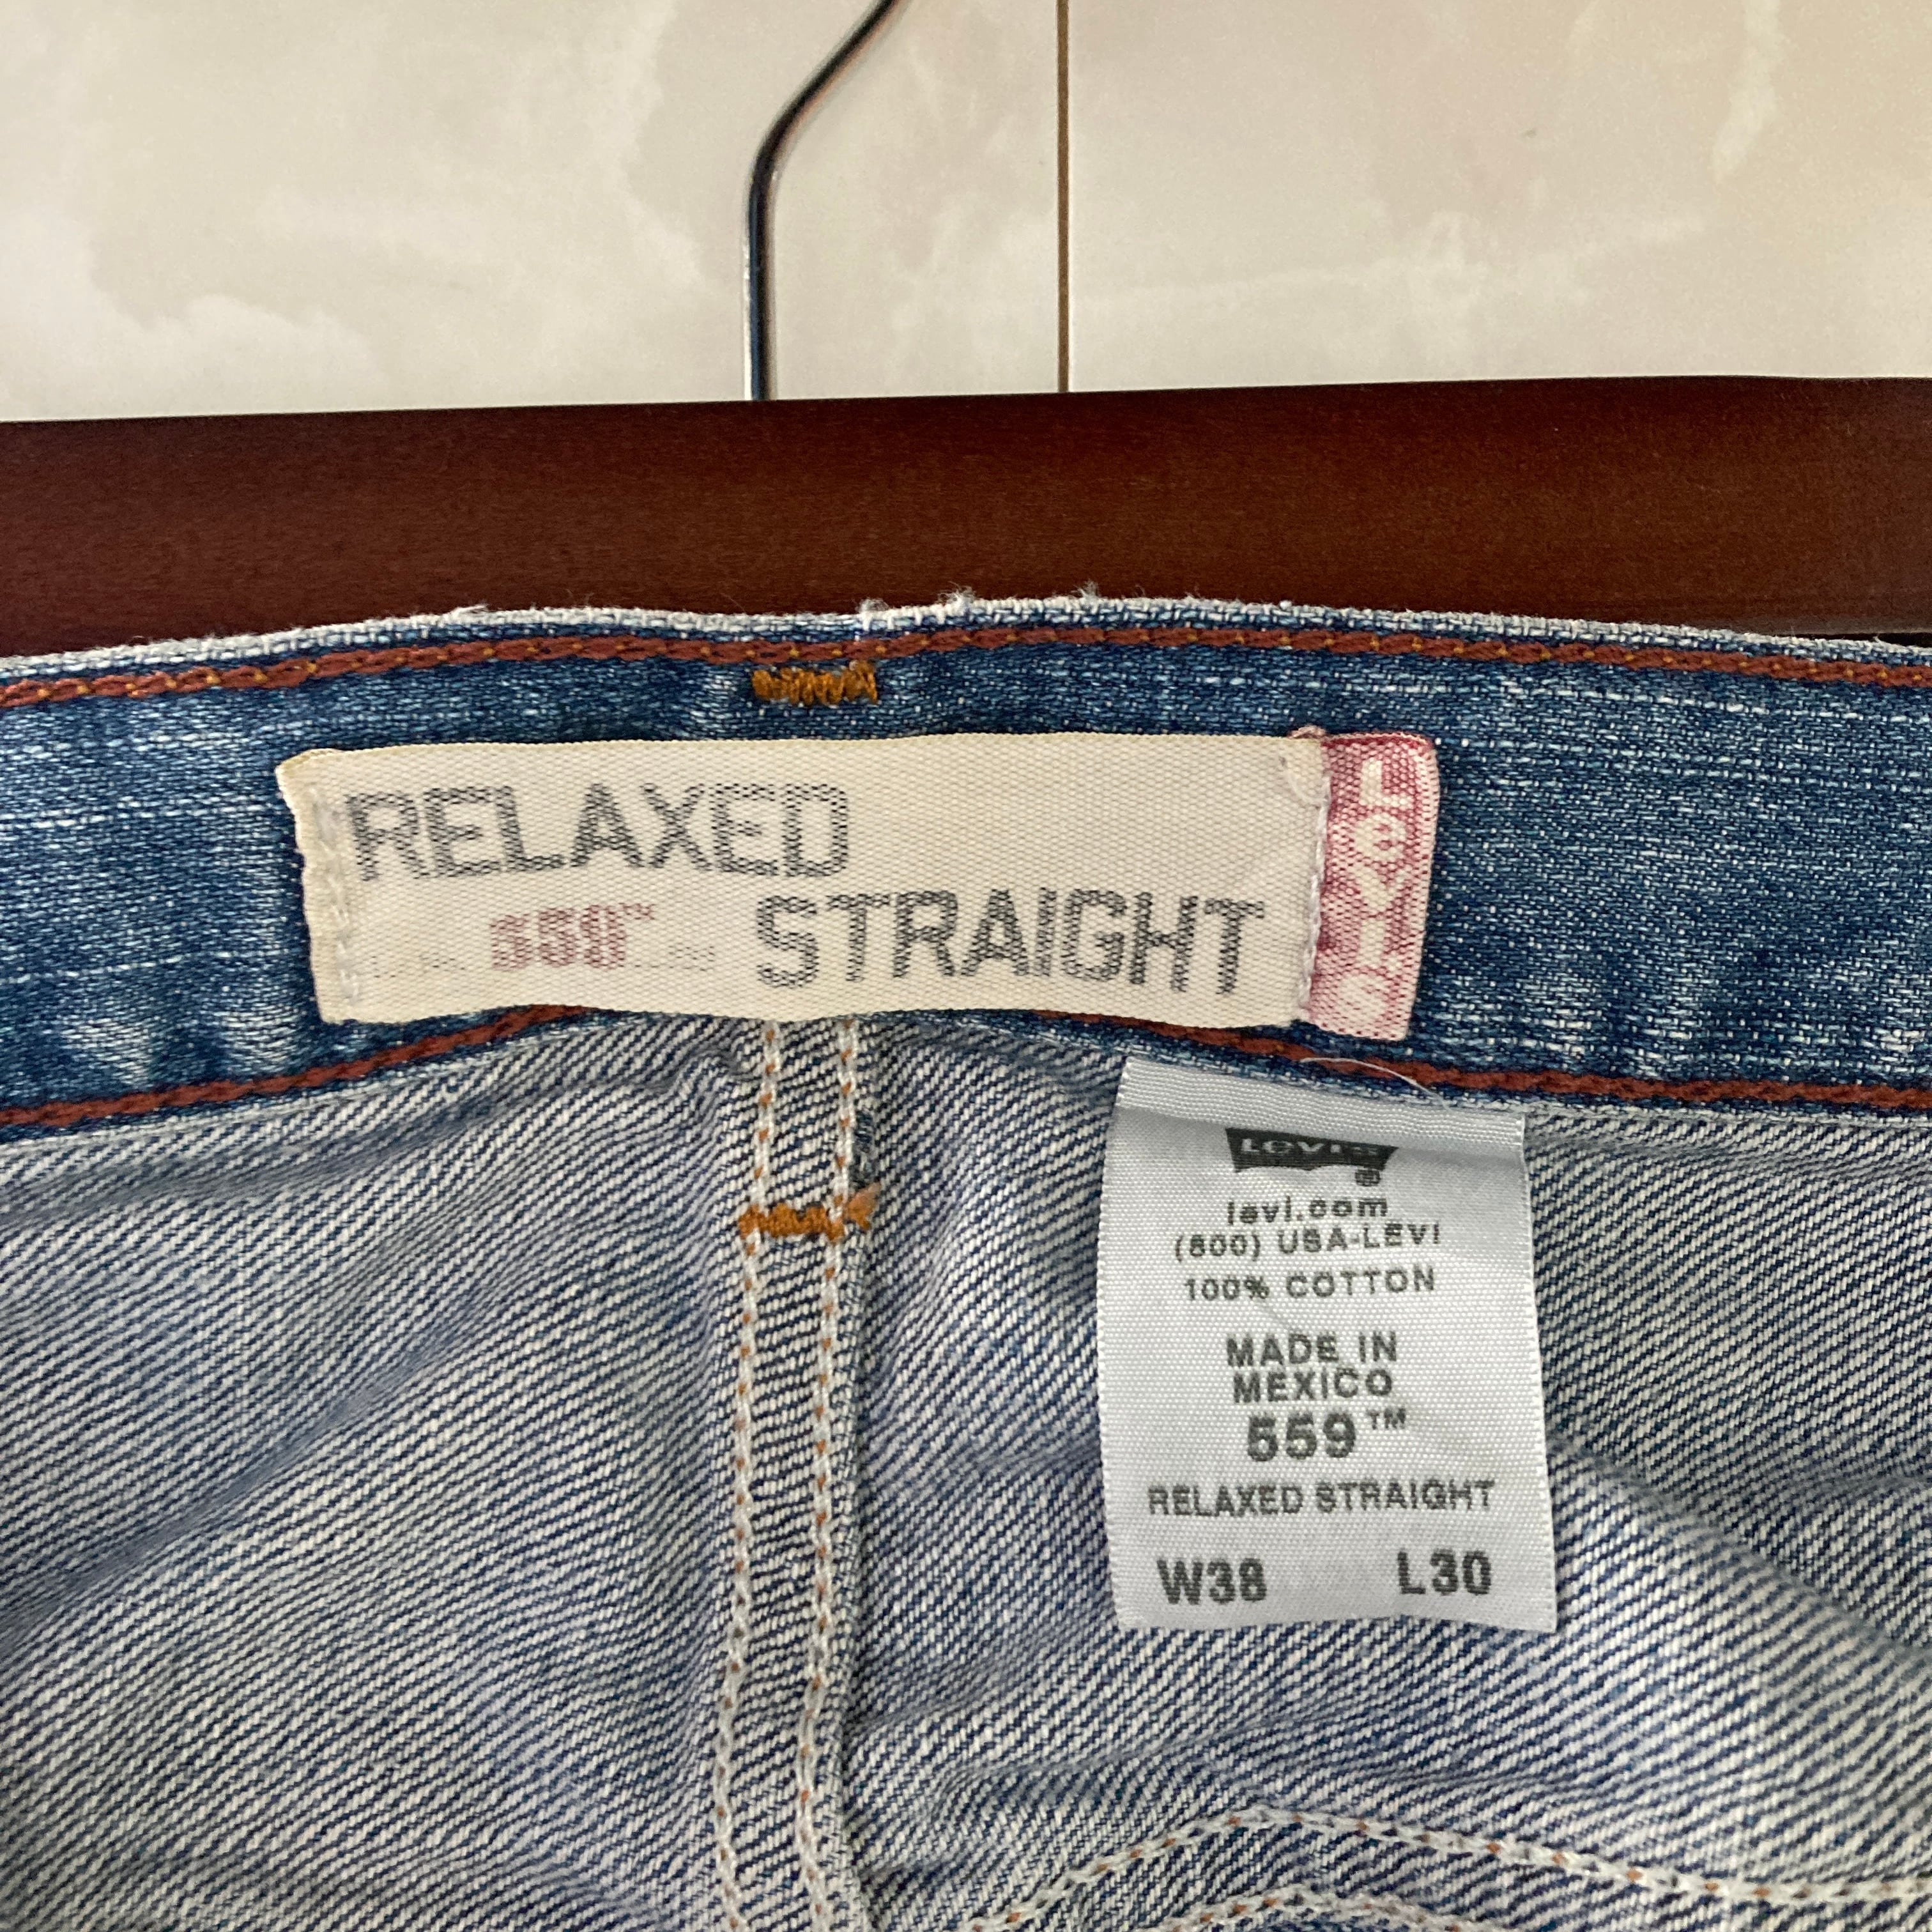 RELAXED
559™ STRAIGHT
Levi's
Levi's
®
levi.com
(800) USA-LEVI
100% COTTON
MADE IN
MEXICO
559™
RELAXED STRAIGHT
W38 L30